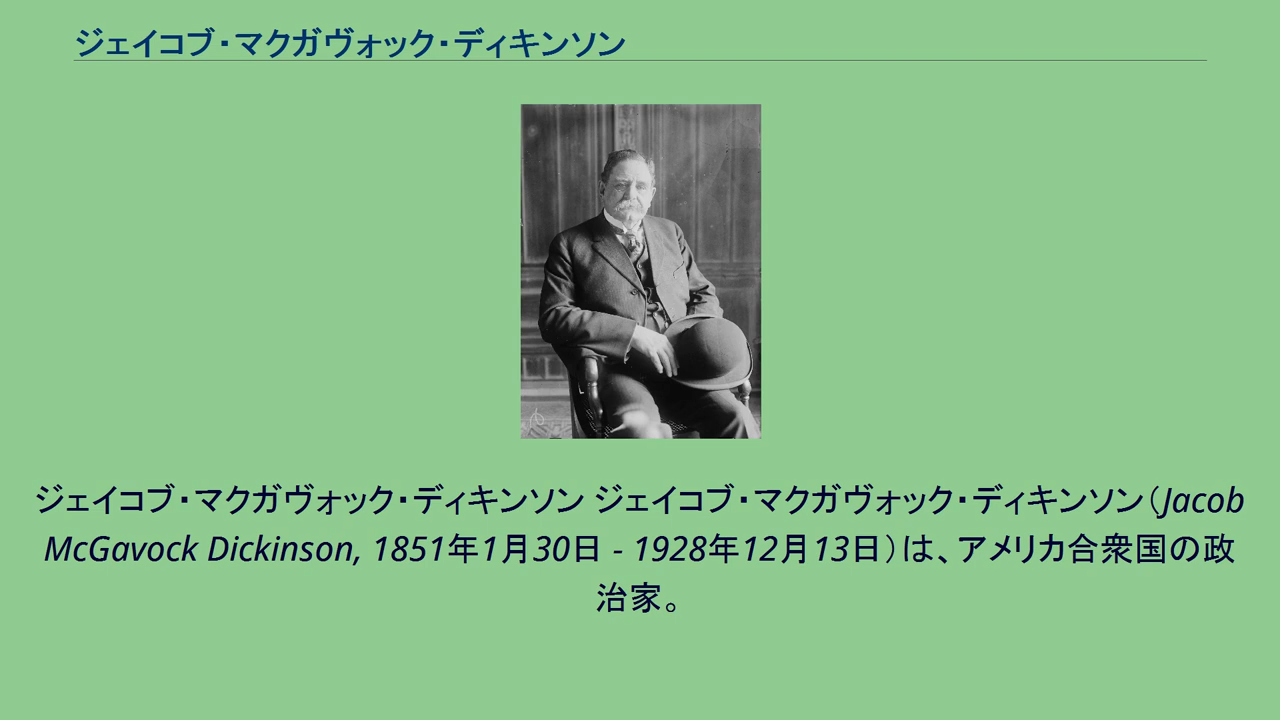 ジェイコブ・マクガヴォック・ディキンソン
ジェイコブ・マクガヴォック・ディキンソン ジェイコブ・マクガヴォック・ディキンソン（Jacob
McGavock Dickinson, 1851年1月30日 - 1928年12月13日）は、アメリカ合衆国の政
治家。